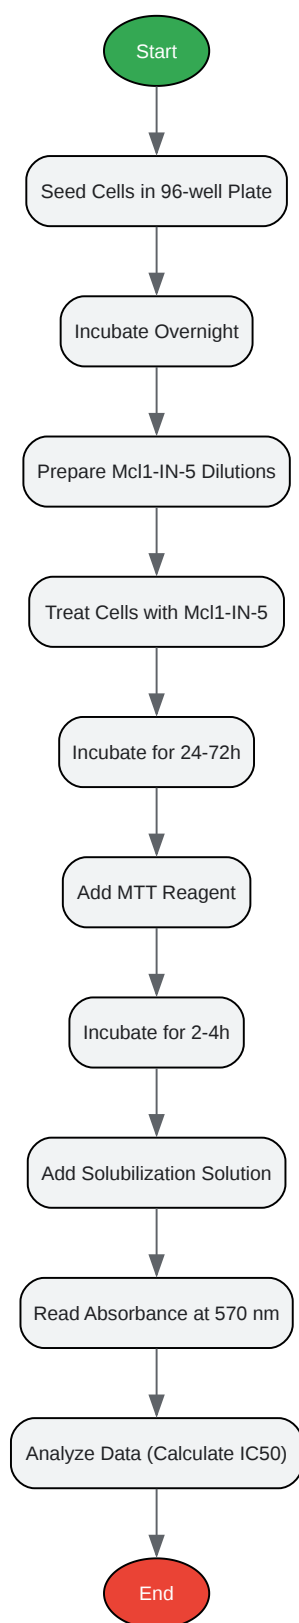 Start
Seed Cells in 96-well Plate
Incubate Overnight
Prepare Mcl1-IN-5 Dilutions
Treat Cells with Mcl1-IN-5
Incubate for 24-72h
Add MTT Reagent
Incubate for 2-4h
Add Solubilization Solution
Read Absorbance at 570 nm
Analyze Data (Calculate IC50)
End